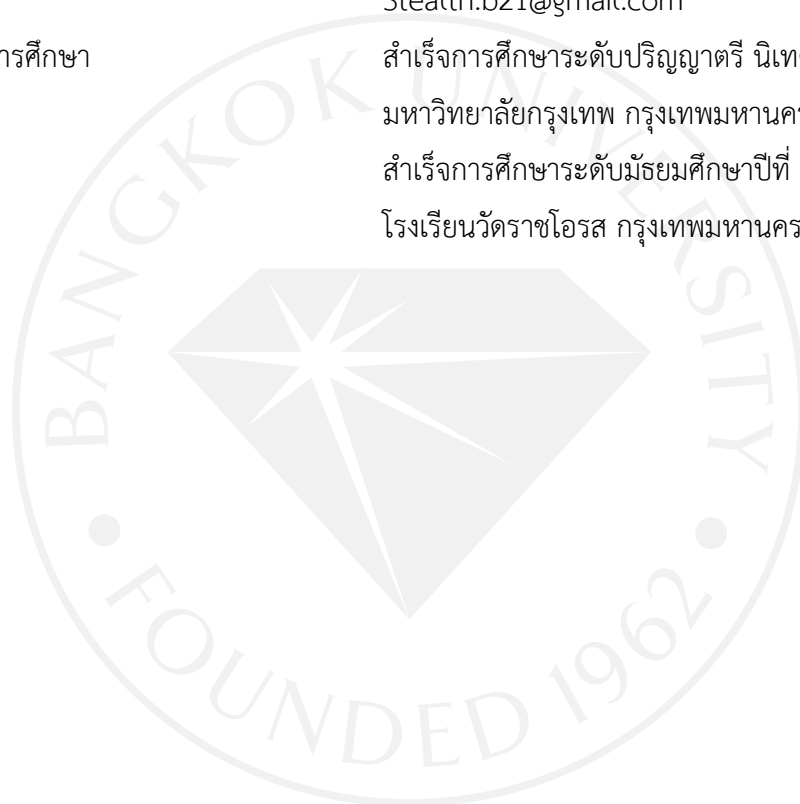 Stealth.b21@gmail.com
การศึกษา สำเร็จการศึกษาระดับปริญญาตรี
มหาวิทยาลัยกรุงเทพ
สำเร็จการศึกษาระดับมัธยมศึกษาปีที่
โรงเรียนวัดราชโอรส กรุงเทพมหานคร
BANGKOK UNIVERSITY
FOUNDED 1962